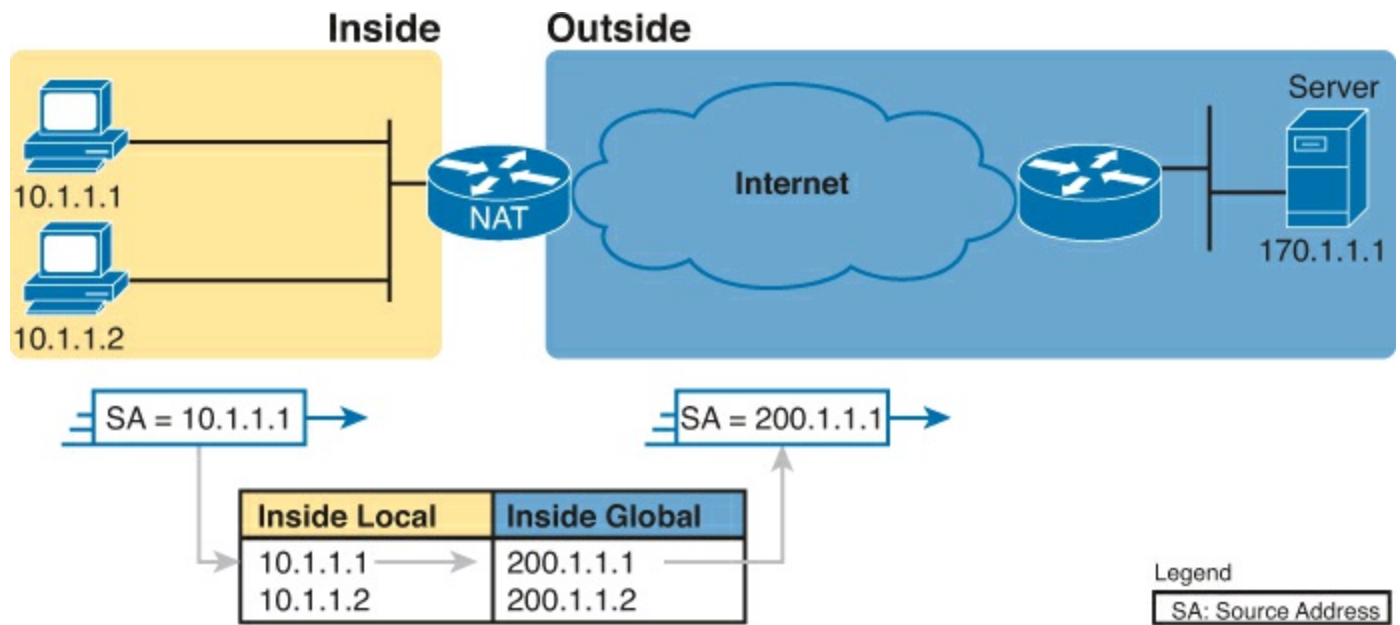 Inside
Outside
Server
10.1.1.1
NAT
Internet
170.1.1.1
10.1.1.2
SA = 10.1.1.1
SA = 200.1.1.1
Inside Local
Inside Global
10.1.1.1
200.1.1.1
10.1.1.2
200.1.1.2
Legend
SA: Source Address